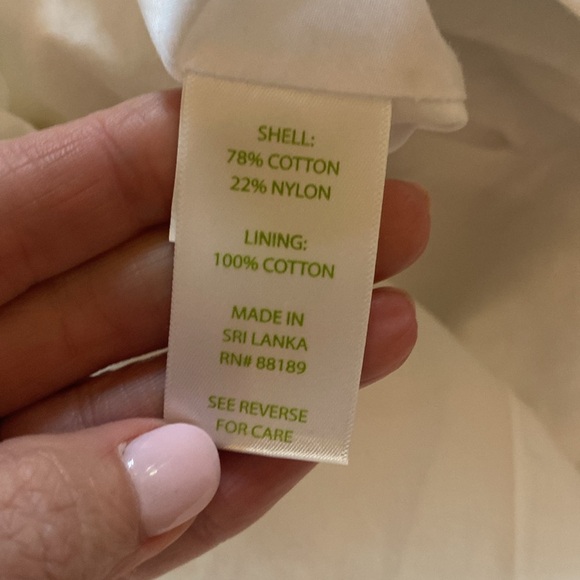 SHELL:
78% COTTON
22% NYLON
LINING:
100% COTTON
MADE IN
SRI LANKA
RN# 88189
SEE REVERSE
FOR CARE